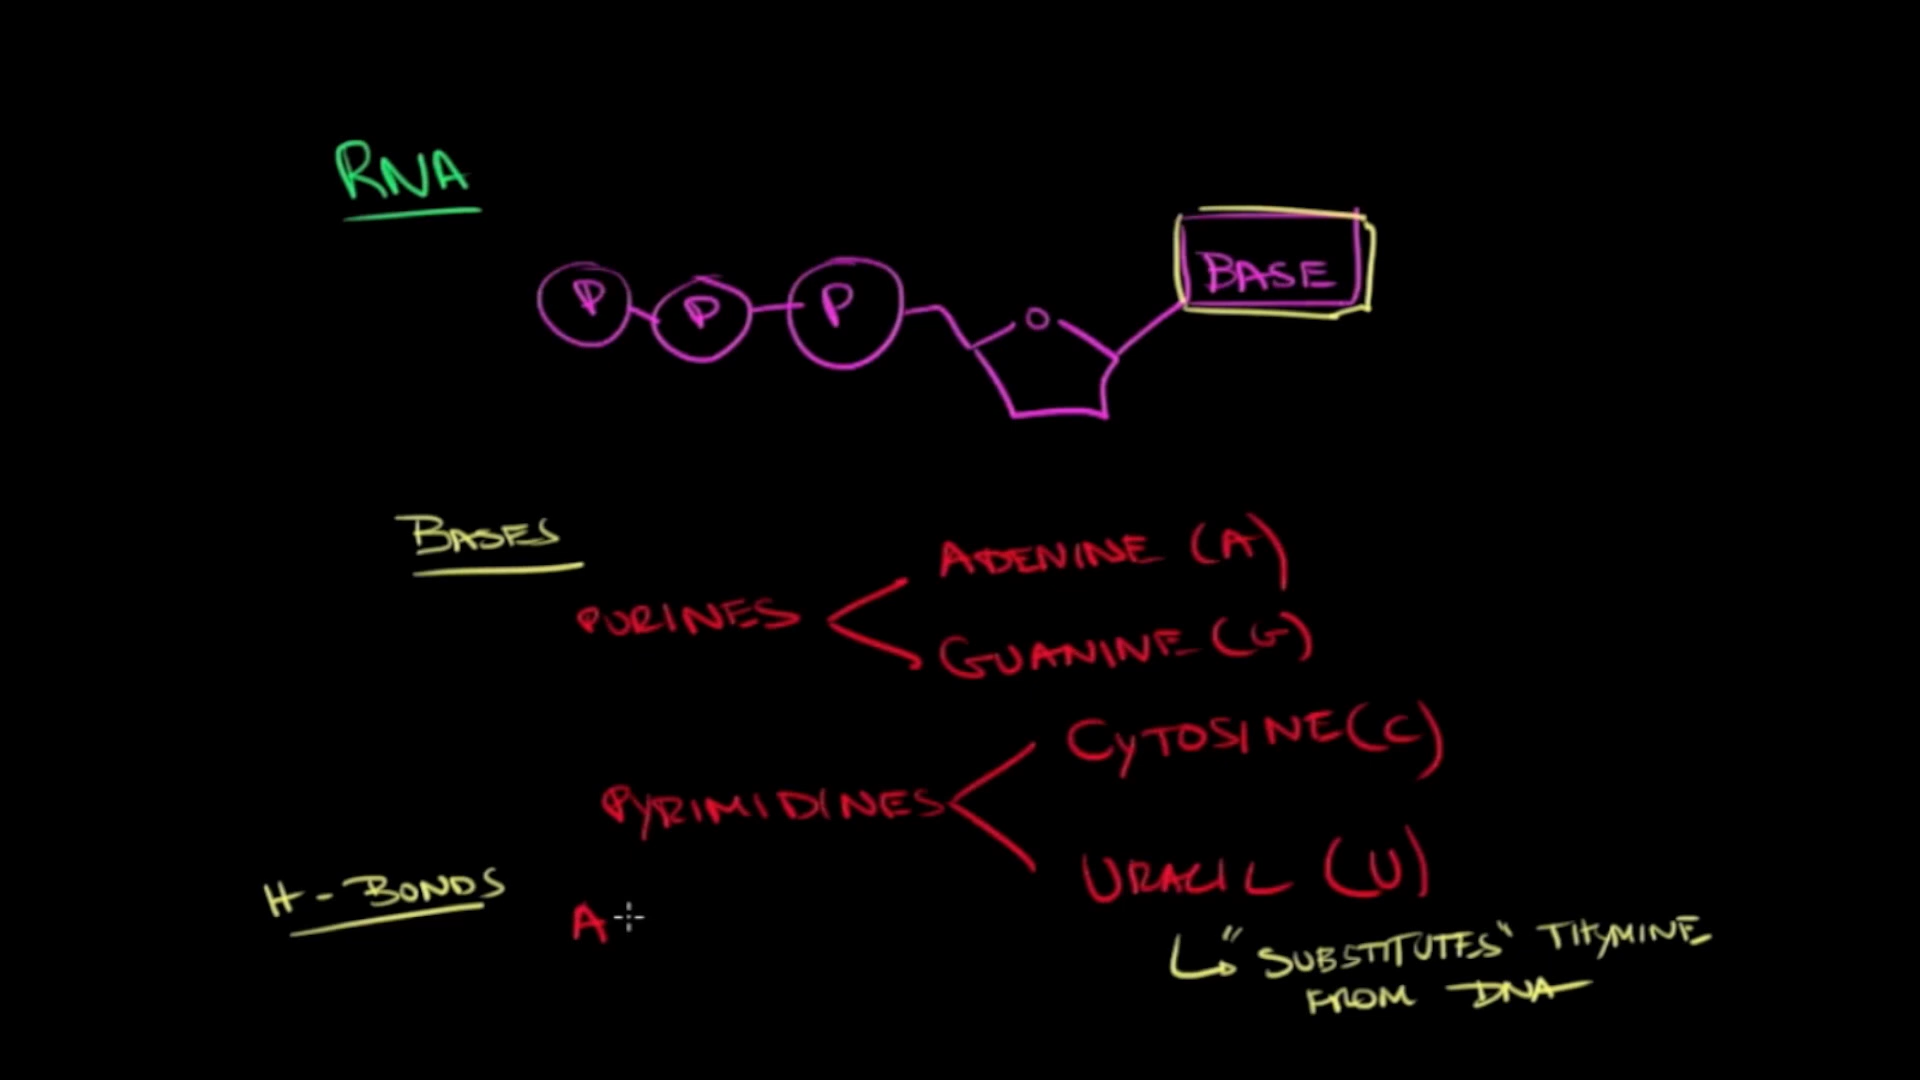 RNA
P P P O BASE
BASES
PURINES
ADENINE (A)
GUANINE (G)
PYRIMIDINES
CYTOSINE (C)
URACIL (U)
"SUBSTITUTES" THYMINE
FROM DNA
H-BONDS
A